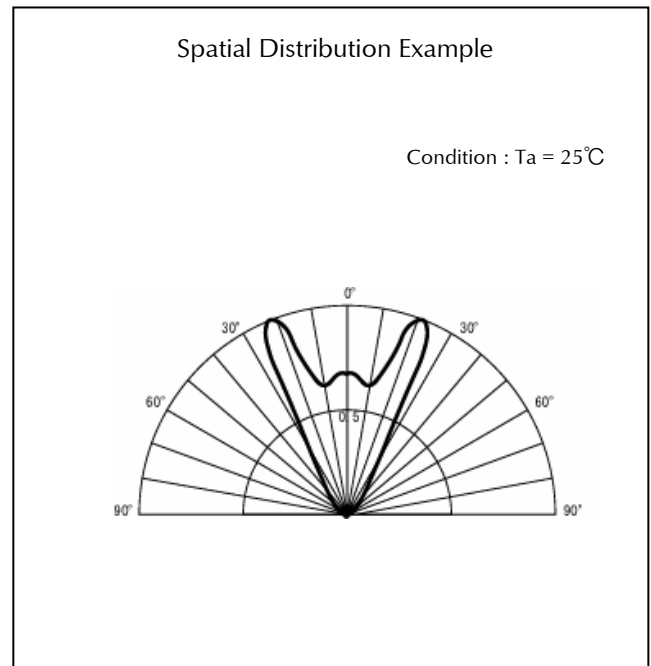 Spatial Distribution Example
Condition : Ta = 25℃
0°
30° 30°
60° 60°
0.5
90° 90°